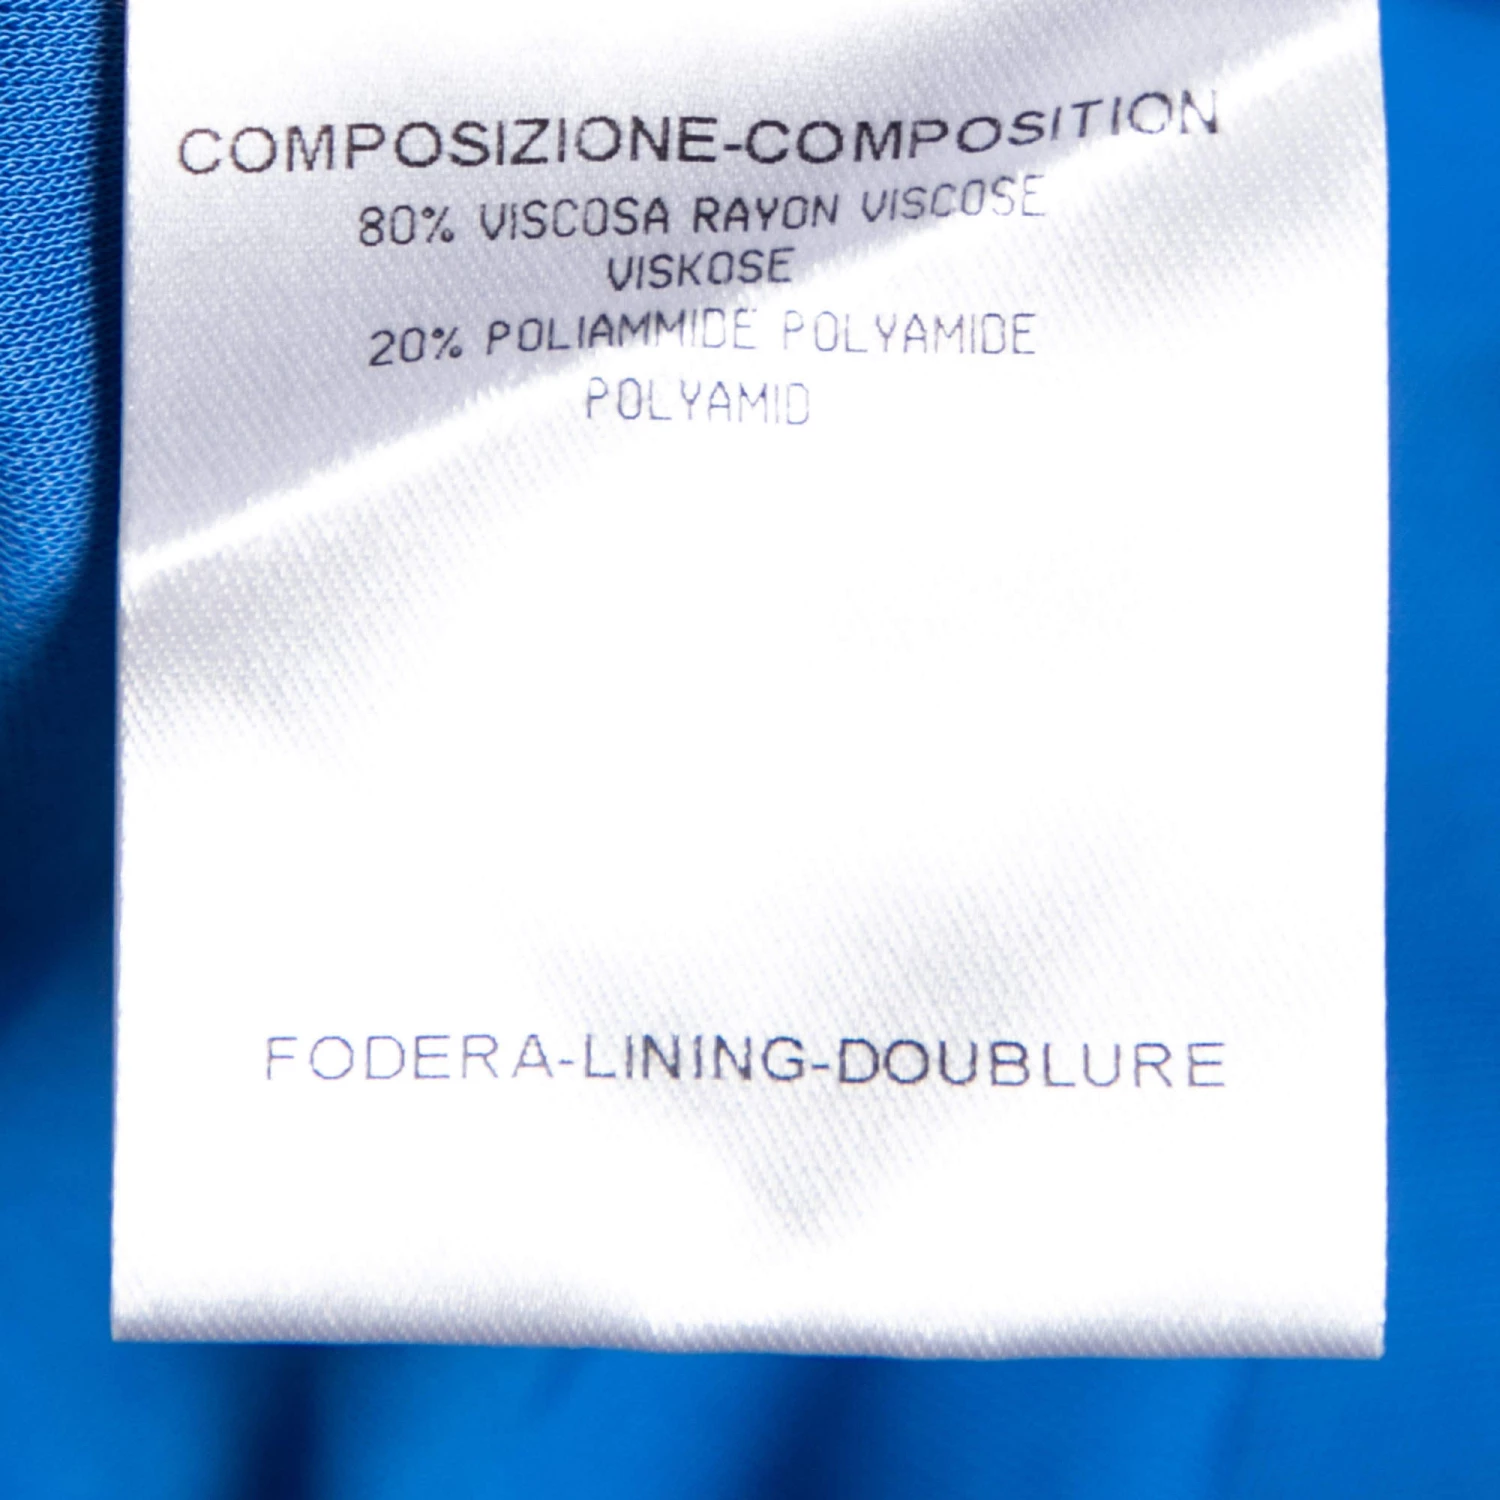 COMPOSIZIONE-COMPOSITION
80% VISCOSA RAYON VISCOSE
VISKOSE
20% POLIAMMIDE POLYAMIDE
POLYAMID
FODERA-LINING-DOUBLURE